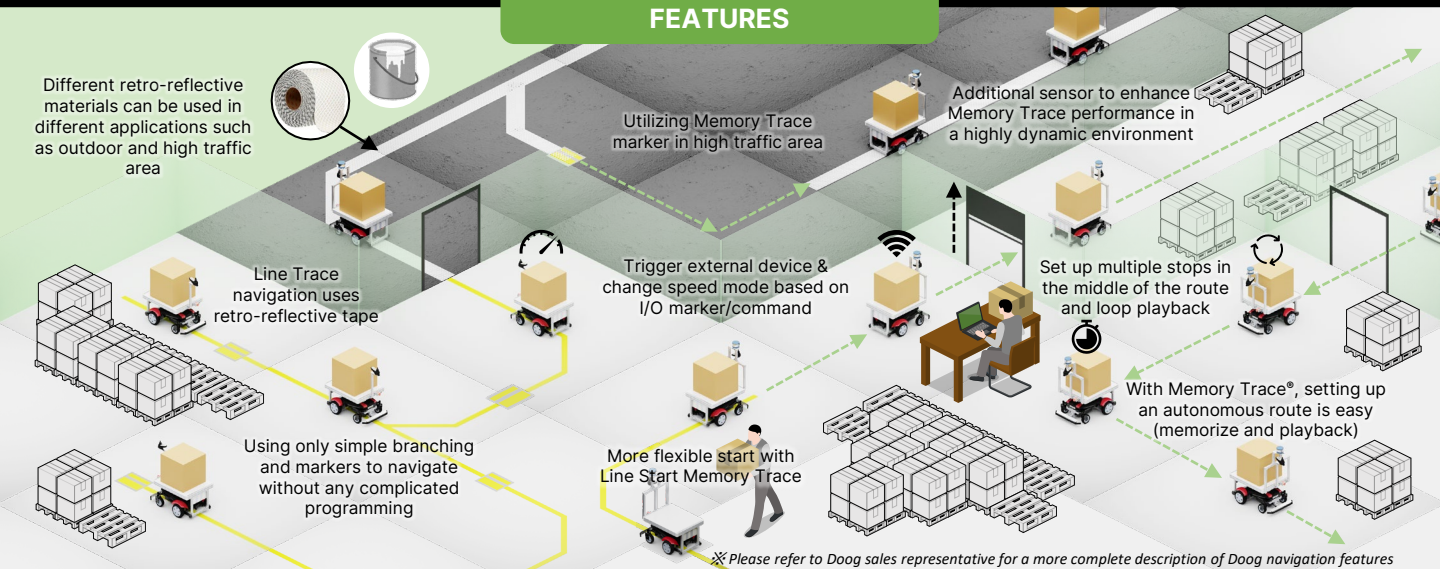 FEATURES
Different retro-reflective
materials can be used in
different applications such
as outdoor and high traffic
area
Utilizing Memory Trace
marker in high traffic area
Additional sensor to enhance
Memory Trace performance in
a highly dynamic environment
Line Trace
navigation uses
retro-reflective tape
Trigger external device &
change speed mode based on
I/O marker/command
Set up multiple stops in
the middle of the route
and loop playback
With Memory Trace®, setting up
an autonomous route is easy
(memorize and playback)
Using only simple branching
and markers to navigate
without any complicated
programming
More flexible start with
Line Start Memory Trace
※ Please refer to Doog sales representative for a more complete description of Doog navigation features